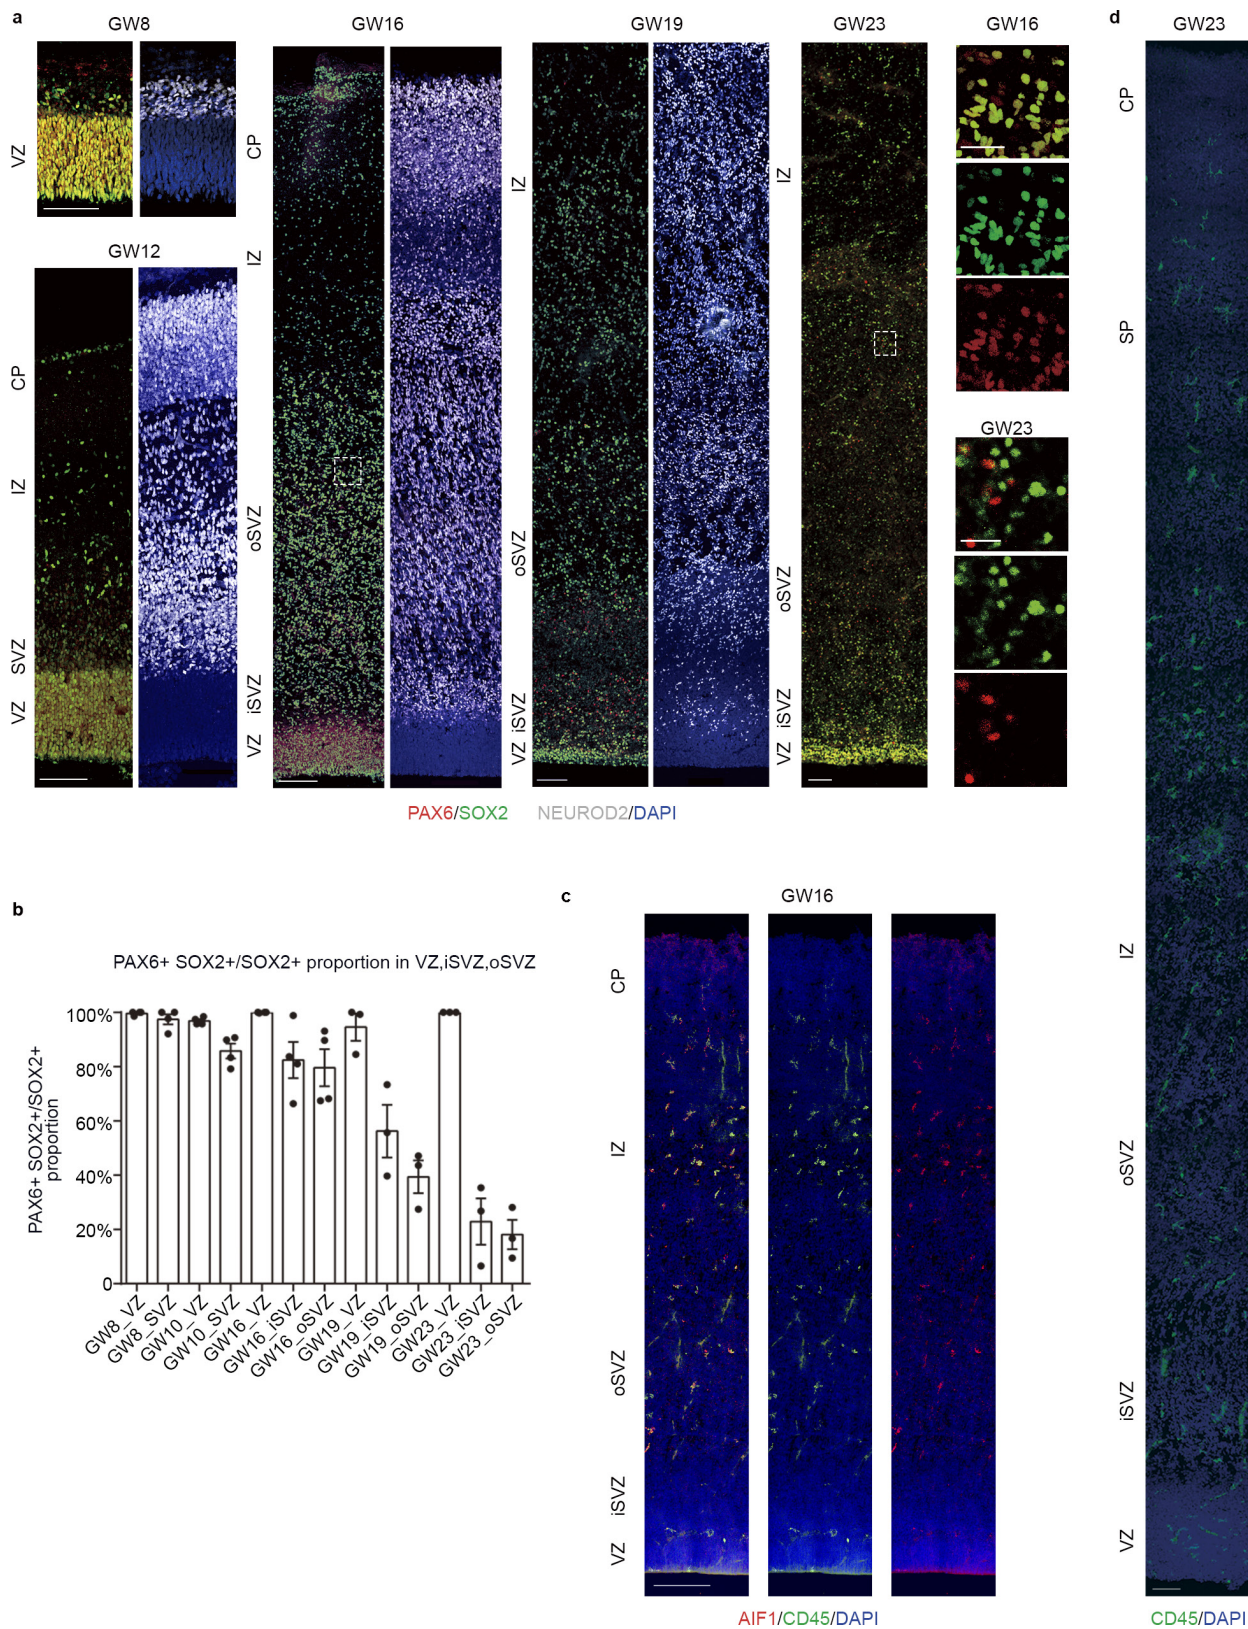 a
GW8
GW16
GW19
GW23
GW16
d
GW23
VZ
CP
IZ
oSVZ
iSVZ
VZ
IZ
oSVZ
iSVZ
VZ
IZ
oSVZ
iSVZ
VZ
GW12
CP
IZ
SVZ
VZ
GW23
PAX6/SOX2
NEUROD2/DAPI
b
PAX6+ SOX2+/SOX2+ proportion in VZ,iSVZ,oSVZ
PAX6+ SOX2+/SOX2+
proportion
100%
80%
60%
40%
20%
0
GW8_VZ
GW8_SVZ
GW10_VZ
GW10_SVZ
GW16_VZ
GW16_iSVZ
GW16_oSVZ
GW19_VZ
GW19_iSVZ
GW19_oSVZ
GW23_VZ
GW23_iSVZ
GW23_oSVZ
c
GW16
CP
IZ
oSVZ
iSVZ
VZ
AIF1/CD45/DAPI
CP
SP
IZ
oSVZ
iSVZ
VZ
CD45/DAPI